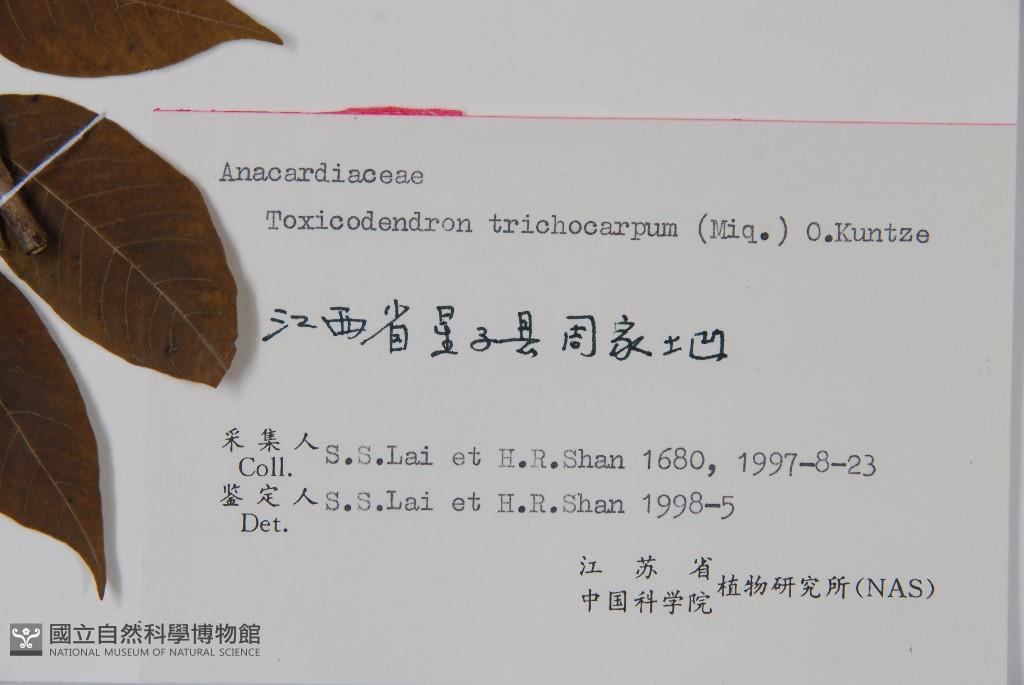 Anacardiaceae
Toxicodendron trichocarpum (Miq.) O.Kuntze
江西省星子县周家土凹
采集人 S.S.Lai et H.R.Shan 1680, 1997-8-23
Coll.
鉴定人 S.S.Lai et H.R.Shan 1998-5
Det.
江苏省
中国科学院 植物研究所(NAS)
國立自然科學博物館
NATIONAL MUSEUM OF NATURAL SCIENCE